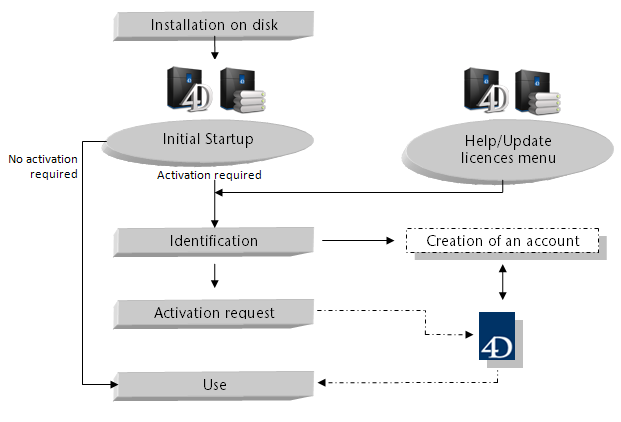 Installation on disk
4D
4D
Initial Startup
Help/Update
licences menu
No activation
required
Activation required
Identification
Creation of an account
Activation request
4D
Use